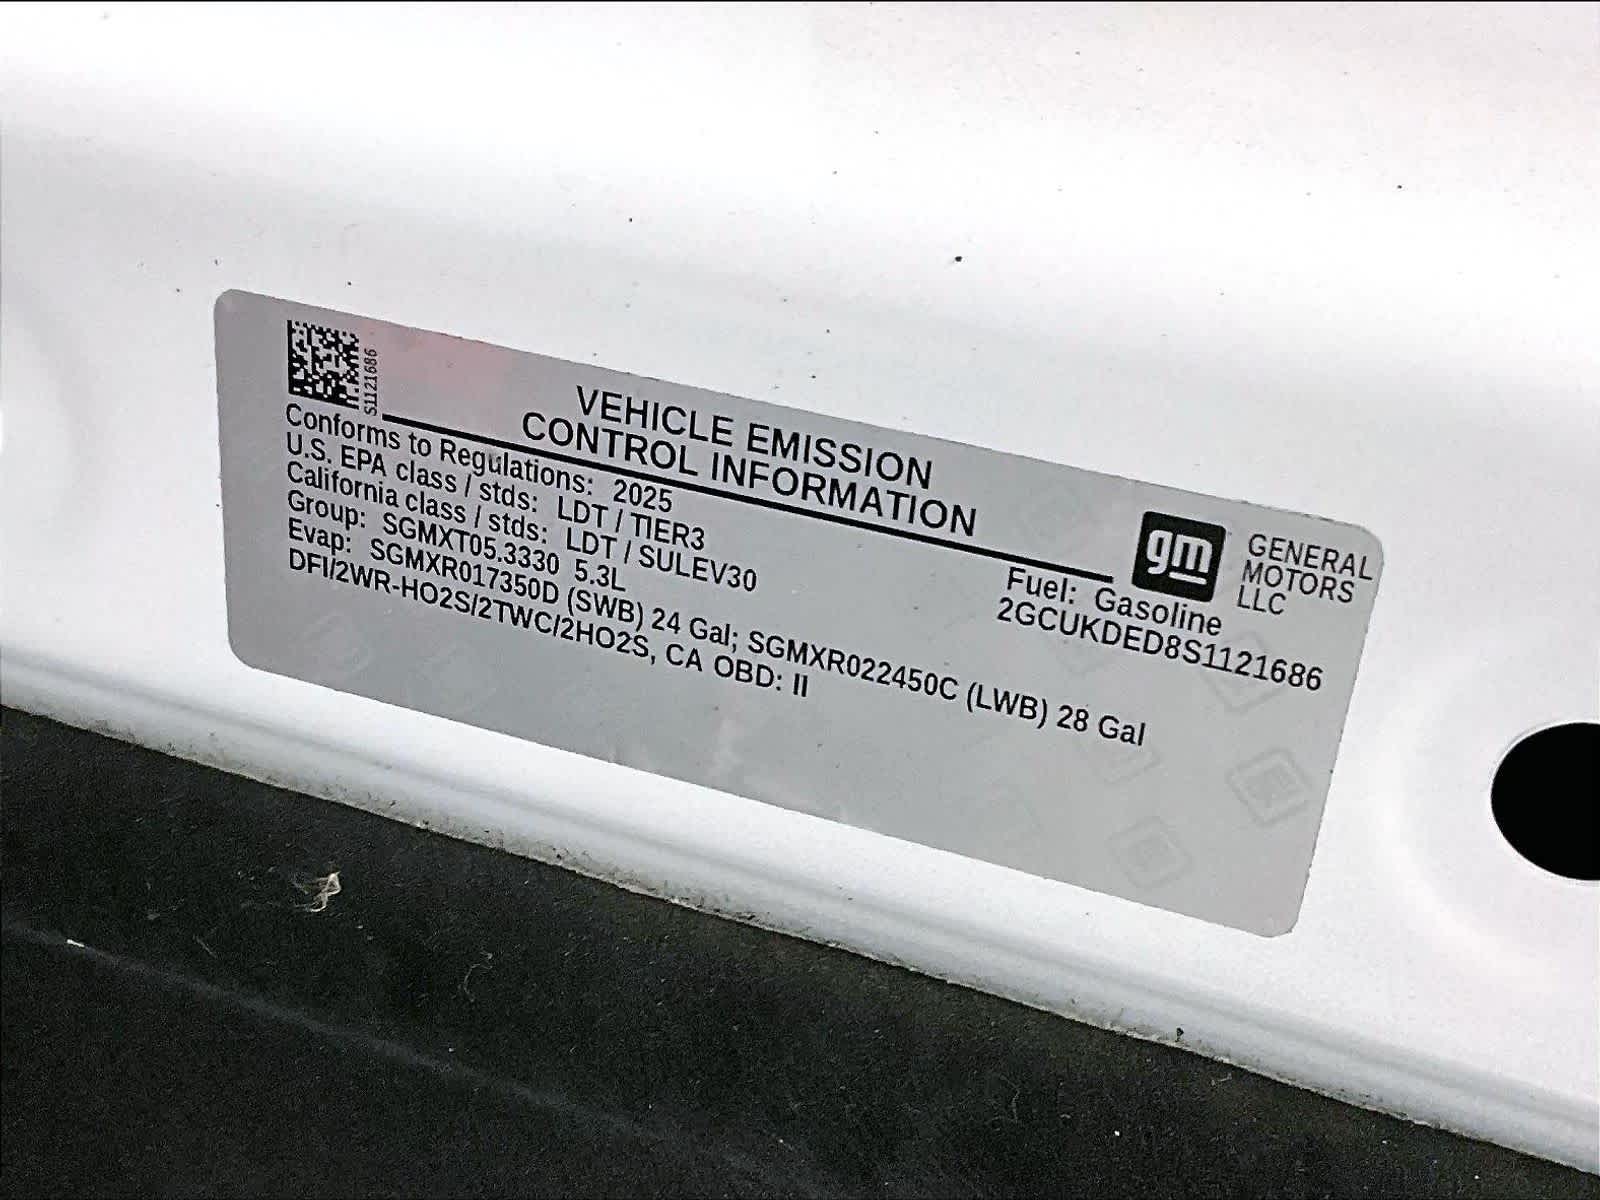 S1121686
VEHICLE EMISSION
CONTROL INFORMATION
gm
GENERAL
MOTORS
LLC
Conforms to Regulations: 2025
U.S. EPA class / stds: LDT / TIER3
California class / stds: LDT / SULEV30
Group: SGMXT05.3330 5.3L
Evap: SGMXR017350D (SWB) 24 Gal; SGMXR022450C (LWB) 28 Gal
DFI/2WR-HO2S/2TWC/2HO2S, CA OBD: II
Fuel: Gasoline
2GCUKDED8S1121686